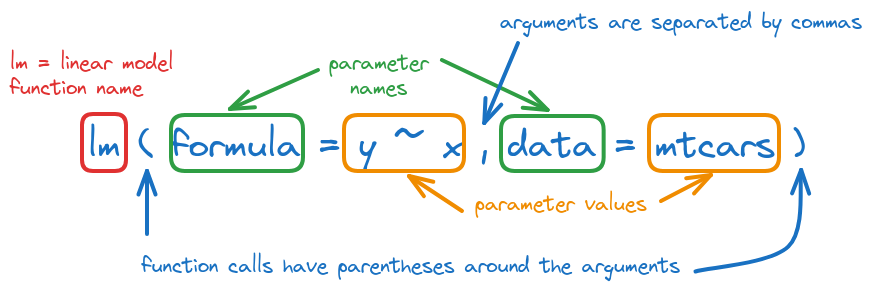 arguments are separated by commas
lm = linear model
function name
parameter
names
lm ( formula = y ~ x , data = mtcars )
parameter values
function calls have parentheses around the arguments